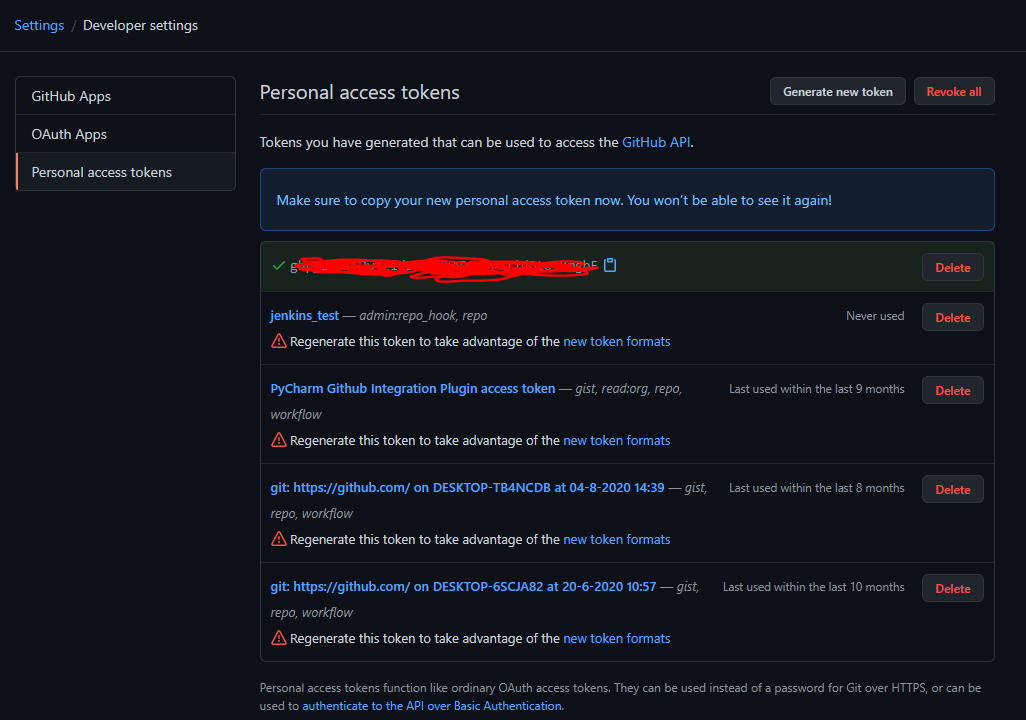 Settings / Developer settings
GitHub Apps
OAuth Apps
Personal access tokens
Personal access tokens
Generate new token
Revoke all
Tokens you have generated that can be used to access the GitHub API.
Make sure to copy your new personal access token now. You won’t be able to see it again!
Delete
jenkins_test — admin:repo_hook, repo
Never used
Delete
Regenerate this token to take advantage of the new token formats
PyCharm Github Integration Plugin access token — gist, read:org, repo,
workflow
Last used within the last 9 months
Delete
Regenerate this token to take advantage of the new token formats
git: https://github.com/ on DESKTOP-TB4NCDB at 04-8-2020 14:39 — gist,
repo, workflow
Last used within the last 8 months
Delete
Regenerate this token to take advantage of the new token formats
git: https://github.com/ on DESKTOP-6SCJA82 at 20-6-2020 10:57 — gist,
repo, workflow
Last used within the last 10 months
Delete
Regenerate this token to take advantage of the new token formats
Personal access tokens function like ordinary OAuth access tokens. They can be used instead of a password for Git over HTTPS, or can be
used to authenticate to the API over Basic Authentication.